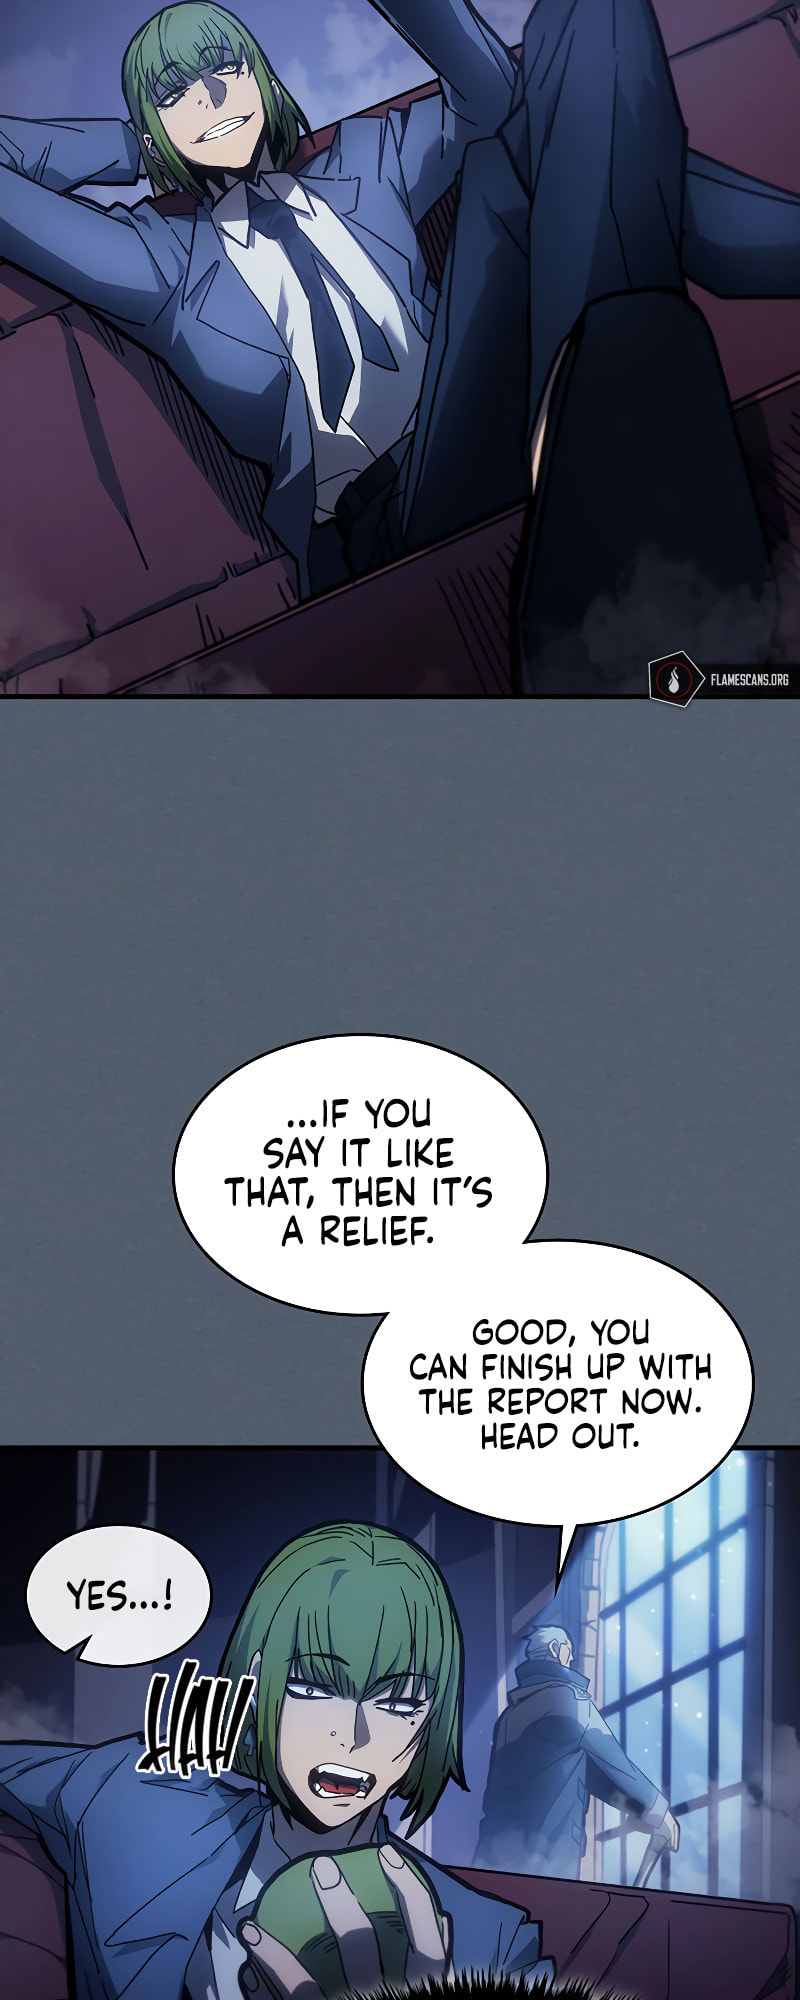 FLAMESCANS.ORG
...IF YOU
SAY IT LIKE
THAT, THEN IT'S
A RELIEF.
GOOD, YOU
CAN FINISH UP WITH
THE REPORT NOW.
HEAD OUT.
YES...!
HAH